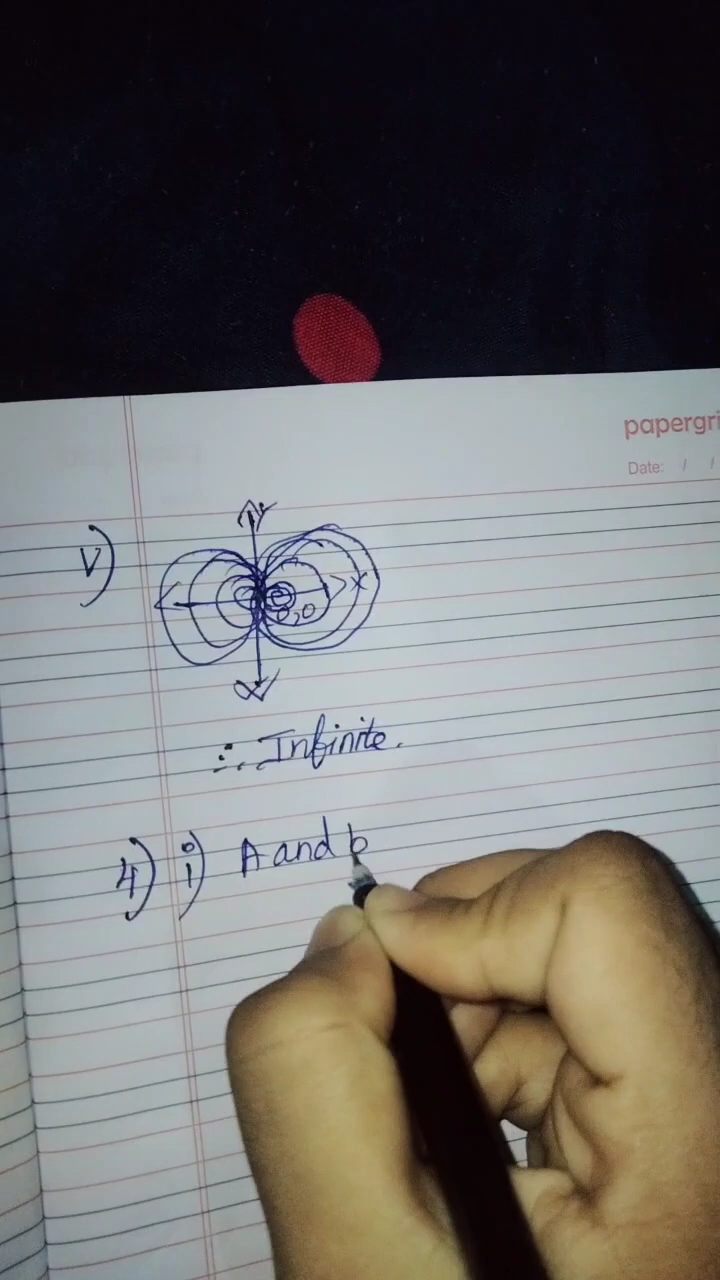 papergri
Date: / /
V)
Y
X
0,0
∴ Infinite.
4) i) A and b